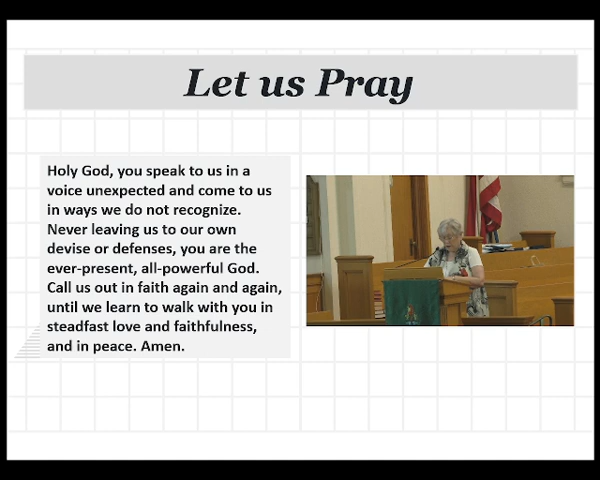 Let us Pray
Holy God, you speak to us in a
voice unexpected and come to us
in ways we do not recognize.
Never leaving us to our own
devise or defenses, you are the
ever-present, all-powerful God.
Call us out in faith again and again,
until we learn to walk with you in
steadfast love and faithfulness,
and in peace. Amen.